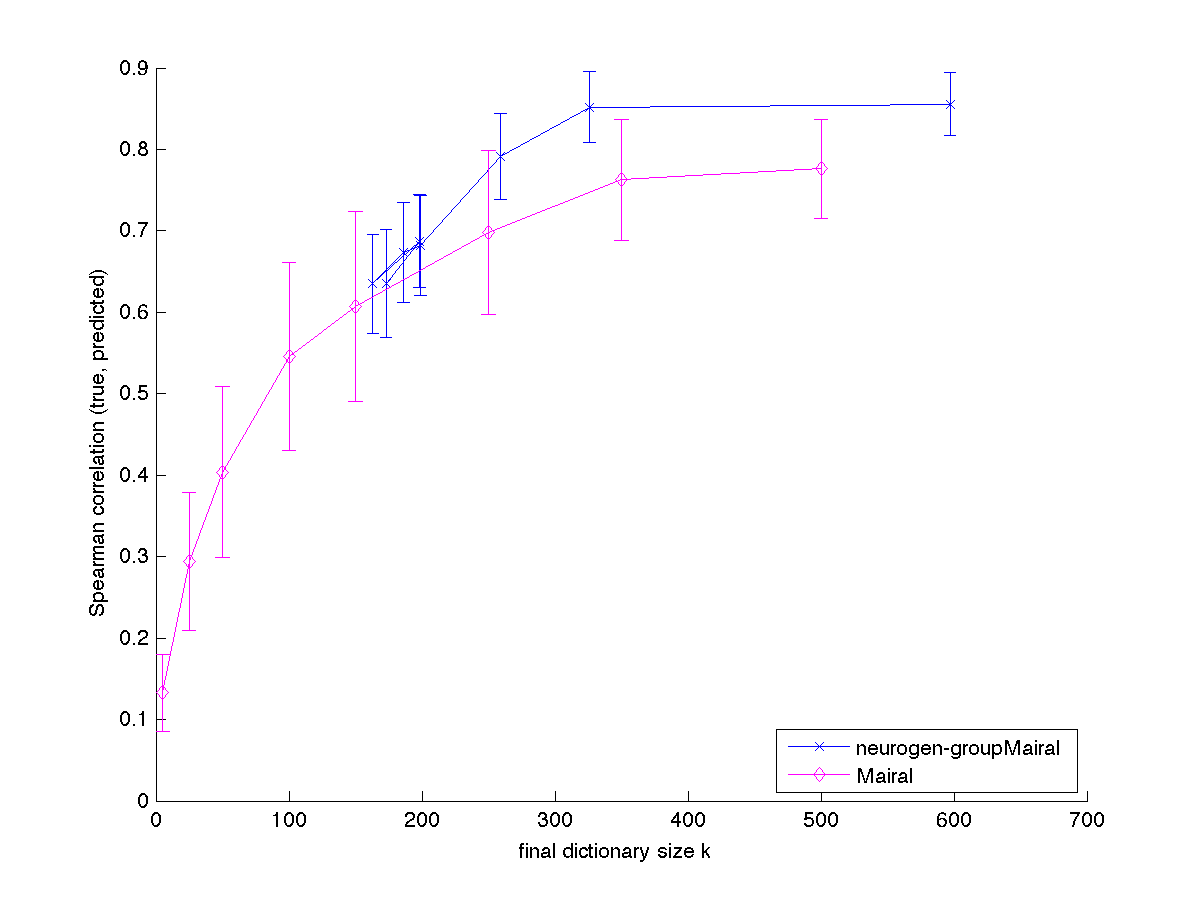 0.9
0.8
0.7
0.6
0.5
0.4
0.3
0.2
0.1
0
Spearman correlation (true, predicted)
0 100 200 300 400 500 600 700
final dictionary size k
neurogen-groupMairal
Mairal